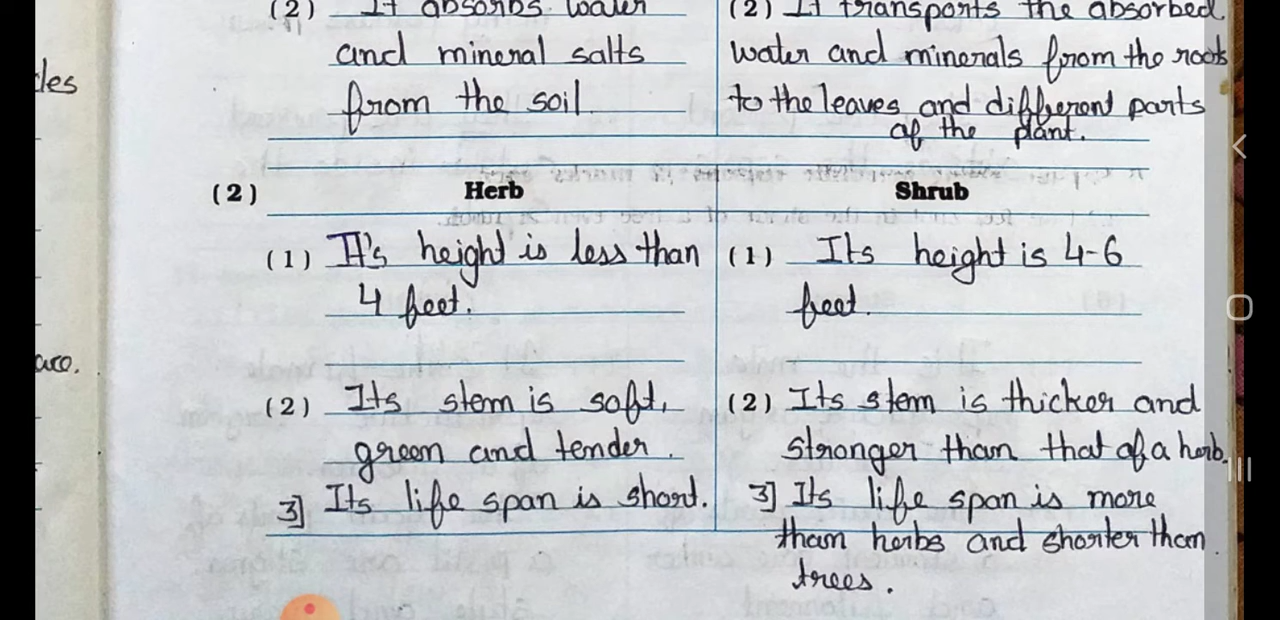 (2) It absorbs water
and mineral salts
from the soil
(2) It transports the absorbed
water and minerals from the roots
to the leaves and different parts
of the plant.
(2) Herb Shrub
(1) It's height is less than
4 feet.
(1) Its height is 4-6
feet.
(2) Its stem is soft,
green and tender.
3] Its life span is short.
(2) Its stem is thicker and
stronger than that of a herb.
3] Its life span is more
than herbs and shorter than
trees.